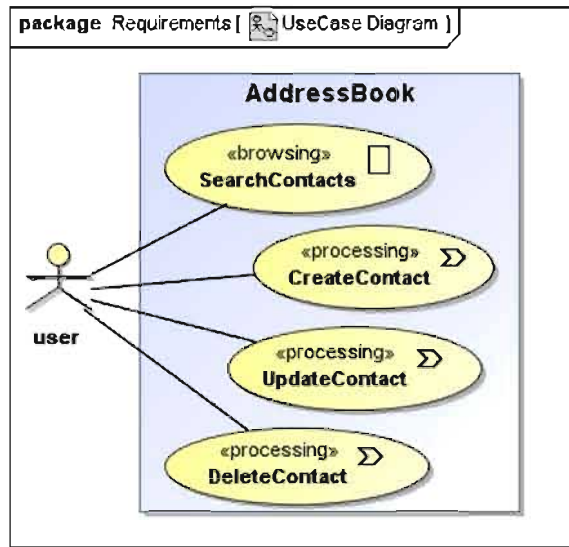 package Requirements [ UseCase Diagram ]
AddressBook
«browsing»
SearchContacts
«processing»
CreateContact
user
«processing»
UpdateContact
«processing»
DeleteContact